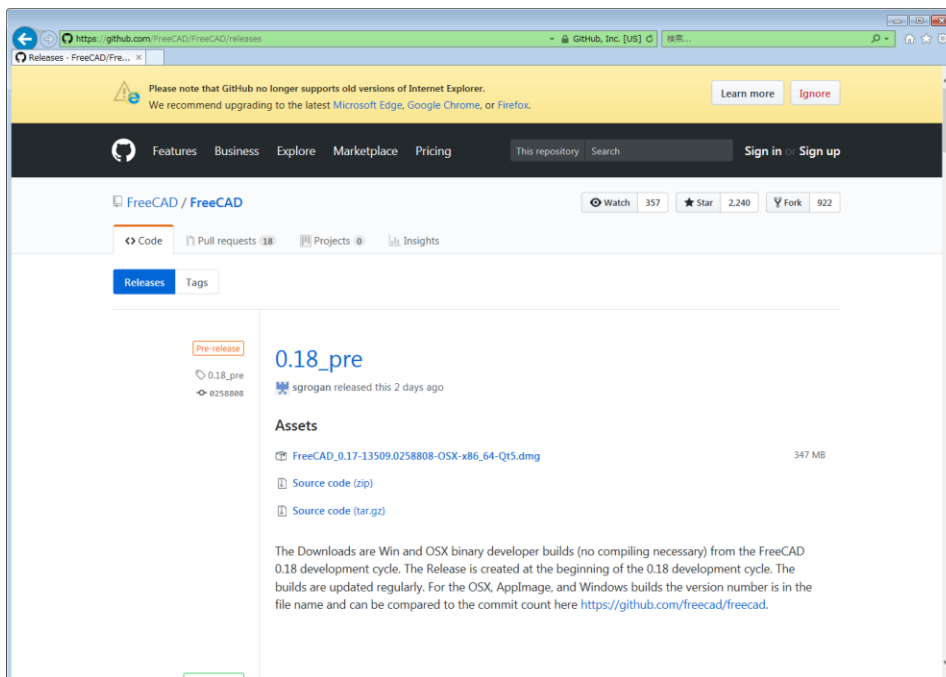 https://github.com/FreeCAD/FreeCAD/releases
GitHub, Inc. [US]
検索...
Releases · FreeCAD/Fre...
Please note that GitHub no longer supports old versions of Internet Explorer.
We recommend upgrading to the latest Microsoft Edge, Google Chrome, or Firefox.
Learn more
Ignore
Features Business Explore Marketplace Pricing
This repository Search
Sign in or Sign up
FreeCAD / FreeCAD
Watch 357
Star 2,240
Fork 922
Code
Pull requests 18
Projects 0
Insights
Releases
Tags
Pre-release
0.18_pre
0258808
0.18_pre
sgrogan released this 2 days ago
Assets
FreeCAD_0.17-13509.0258808-OSX-x86_64-Qt5.dmg 347 MB
Source code (zip)
Source code (tar.gz)
The Downloads are Win and OSX binary developer builds (no compiling necessary) from the FreeCAD
0.18 development cycle. The Release is created at the beginning of the 0.18 development cycle. The
builds are updated regularly. For the OSX, AppImage, and Windows builds the version number is in the
file name and can be compared to the commit count here https://github.com/freecad/freecad.